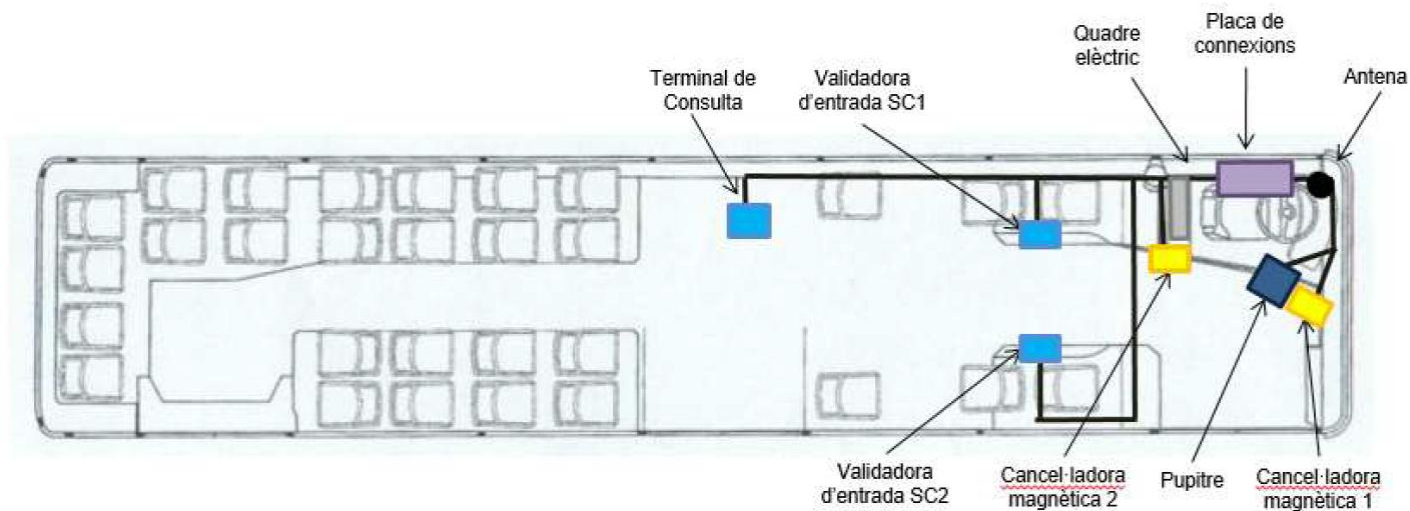 Placa de
connexions
Quadre
elèctric
Antena
Terminal de
Consulta
Validadora
d'entrada SC1
Validadora
d'entrada SC2
Cancel·ladora
magnètica 2
Pupitre
Cancel·ladora
magnètica 1